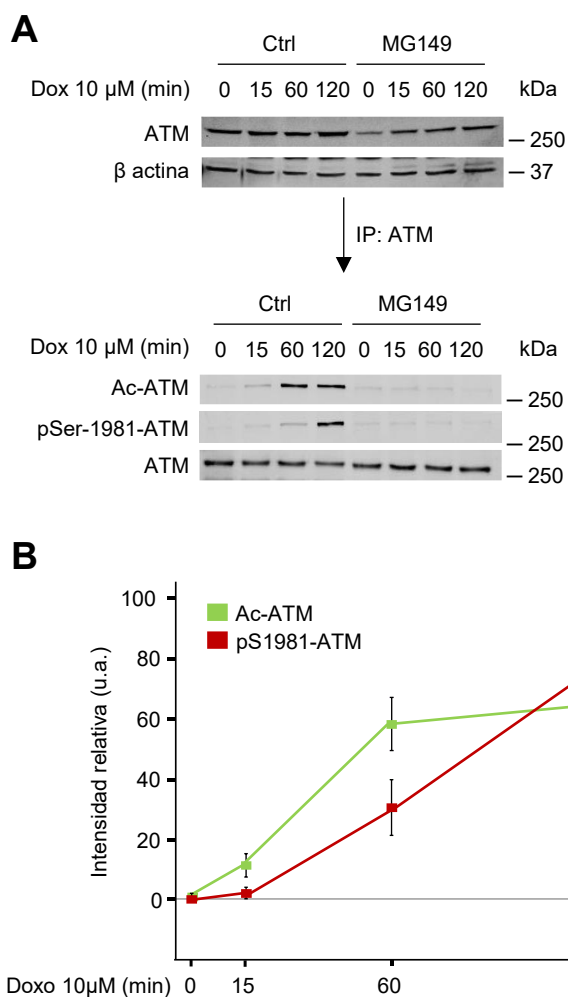 A
Ctrl MG149
Dox 10 µM (min) 0 15 60 120 0 15 60 120 kDa
ATM
250
β actina
37
IP: ATM
Ctrl MG149
Dox 10 µM (min) 0 15 60 120 0 15 60 120 kDa
Ac-ATM
250
pSer-1981-ATM
250
ATM
250
B
Intensidad relativa (u.a.)
100
80
60
40
20
0
Ac-ATM
pS1981-ATM
Doxo 10µM (min) 0 15 60